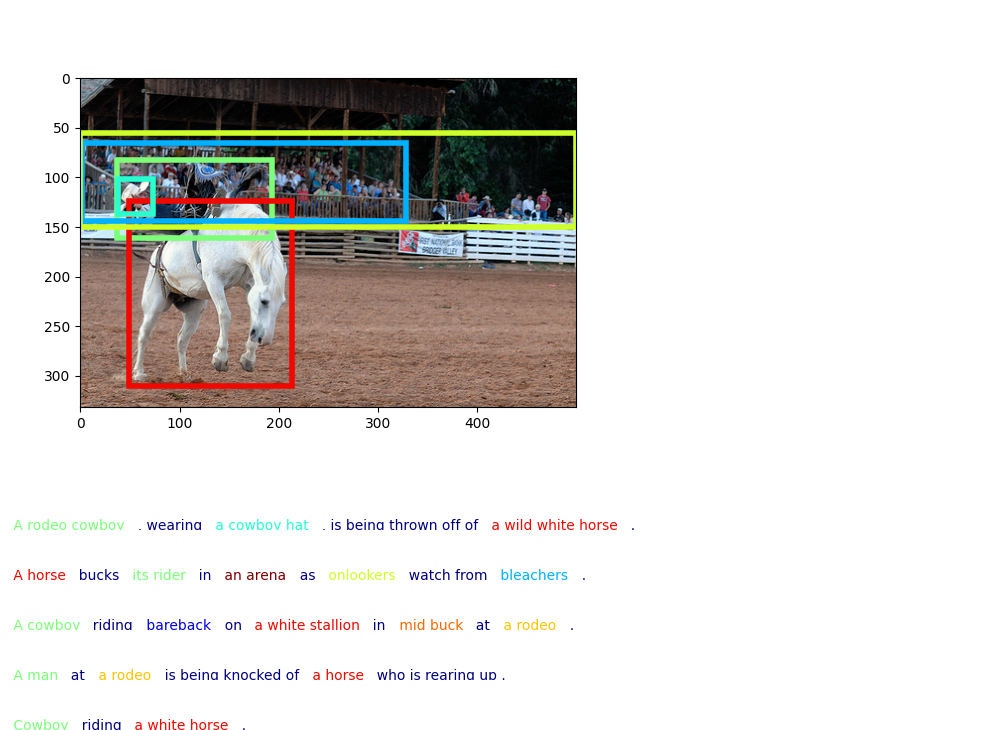 0
50
100
150
200
250
300
0 100 200 300 400
FIRST NATIONAL BANK
BRIDGER VALLEY
A rodeo cowboy , wearing a cowboy hat , is being thrown off of a wild white horse .
A horse bucks its rider in an arena as onlookers watch from bleachers .
A cowboy riding bareback on a white stallion in mid buck at a rodeo .
A man at a rodeo is being knocked of a horse who is rearing up .
Cowboy riding a white horse .